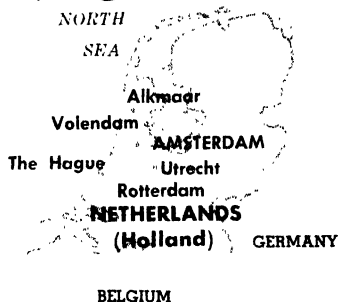 NORTH
SEA
Alkmaar
Volendam
AMSTERDAM
The Hague
Utrecht
Rotterdam
NETHERLANDS
(Holland)
GERMANY
BELGIUM